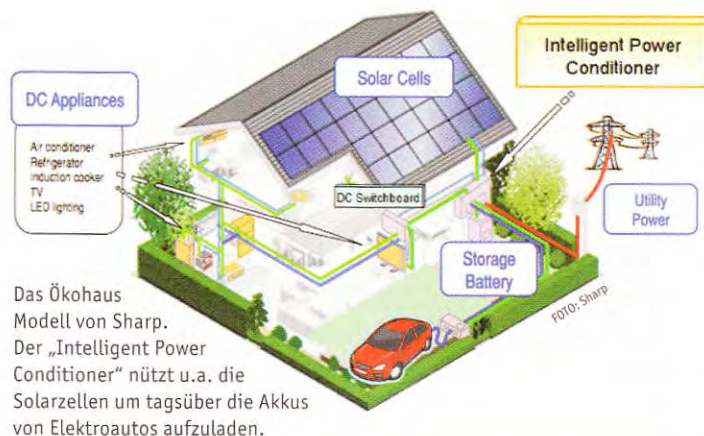 Intelligent Power
Conditioner
Solar Cells
DC Appliances
Air conditioner
Refrigerator
Induction cooker
TV
LED lighting
DC Switchboard
Utility
Power
Storage
Battery
FOTO: Sharp
Das Ökohaus
Modell von Sharp.
Der „Intelligent Power
Conditioner“ nützt u.a. die
Solarzellen um tagsüber die Akkus
von Elektroautos aufzuladen.